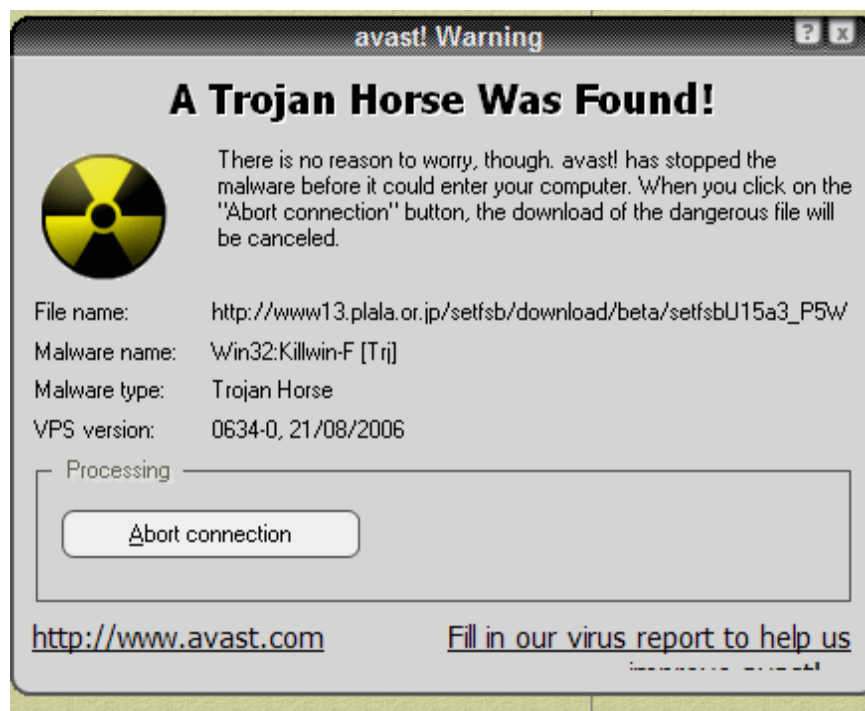 avast! Warning
? x
A Trojan Horse Was Found!
There is no reason to worry, though. avast! has stopped the
malware before it could enter your computer. When you click on the
"Abort connection" button, the download of the dangerous file will
be canceled.
File name: http://www13.plala.or.jp/setfsb/download/beta/setfsbU15a3_P5W
Malware name: Win32:Killwin-F [Trj]
Malware type: Trojan Horse
VPS version: 0634-0, 21/08/2006
Processing
Abort connection
http://www.avast.com Fill in our virus report to help us
improve avast!